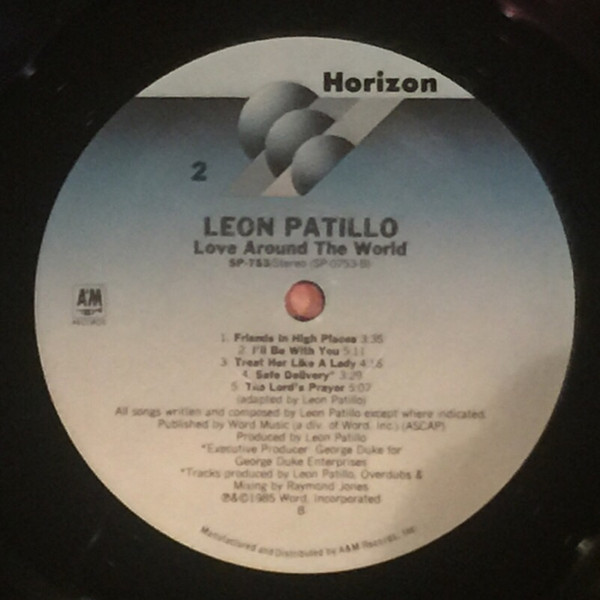 Horizon
2
LEON PATILLO
Love Around The World
SP-753 Stereo (SP-0753-B)
A&M
RECORDS
1. Friends In High Places 3:35
2. I'll Be With You 5:11
3. Treat Her Like A Lady
4. Safe Delivery* 3:29
5. The Lord's Prayer 5:07
(adapted by Leon Patillo)
All songs written and composed by Leon Patillo except where indicated.
Published by Word Music (a div. of Word, Inc.) (ASCAP)
Produced by Leon Patillo
*Executive Producer: George Duke for
George Duke Enterprises
*Tracks produced by Leon Patillo, Overdubs &
Mixing by Raymond Jones
℗&©1985 Word, Incorporated
Manufactured and Distributed by A&M Records, Inc.